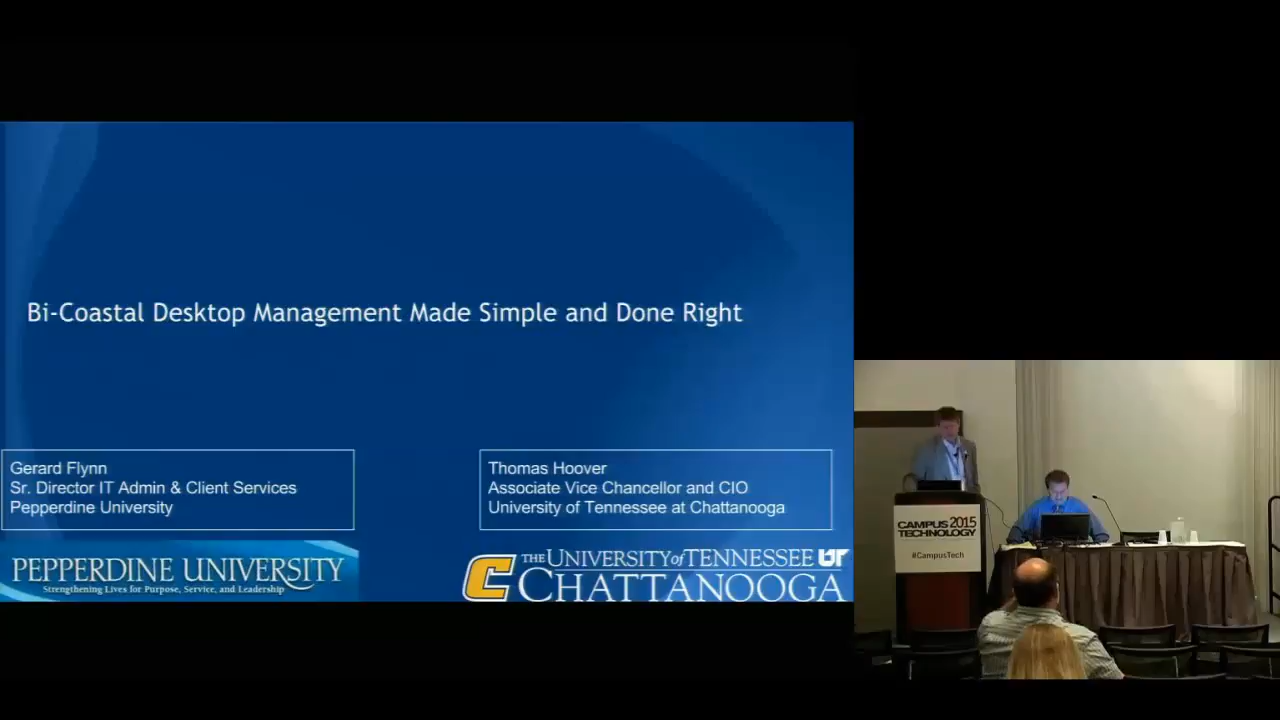 Bi-Coastal Desktop Management Made Simple and Done Right
Gerard Flynn
Sr. Director IT Admin & Client Services
Pepperdine University
Thomas Hoover
Associate Vice Chancellor and CIO
University of Tennessee at Chattanooga
PEPPERDINE UNIVERSITY
Strengthening Lives for Purpose, Service, and Leadership
C THE UNIVERSITY of TENNESSEE UT
CHATTANOOGA
CAMPUS 2015
TECHNOLOGY
#CampusTech